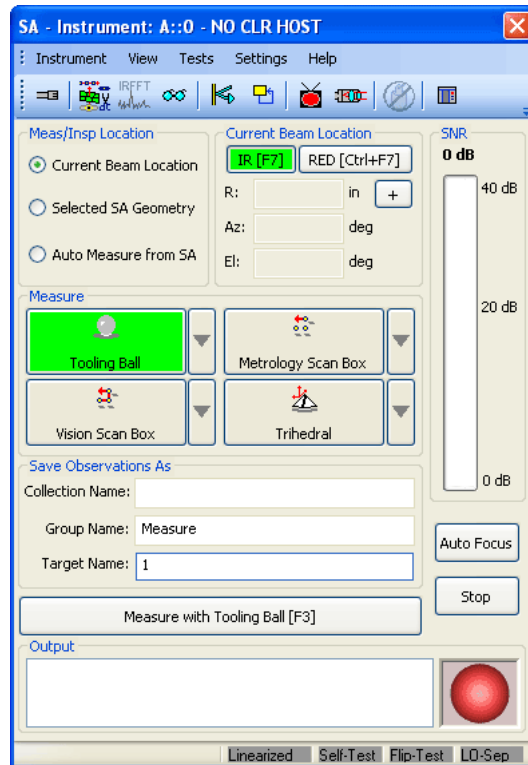 SA - Instrument: A::0 - NO CLR HOST
Instrument View Tests Settings Help
IRFFT
Meas/Insp Location
Current Beam Location
Selected SA Geometry
Auto Measure from SA
Current Beam Location
IR [F7] RED [Ctrl+F7]
R: in +
Az: deg
El: deg
SNR
0 dB
40 dB
20 dB
0 dB
Measure
Tooling Ball
Metrology Scan Box
Vision Scan Box
Trihedral
Save Observations As
Collection Name:
Group Name: Measure
Target Name: 1
Auto Focus
Stop
Measure with Tooling Ball [F3]
Output
Linearized Self-Test Flip-Test LO-Sep